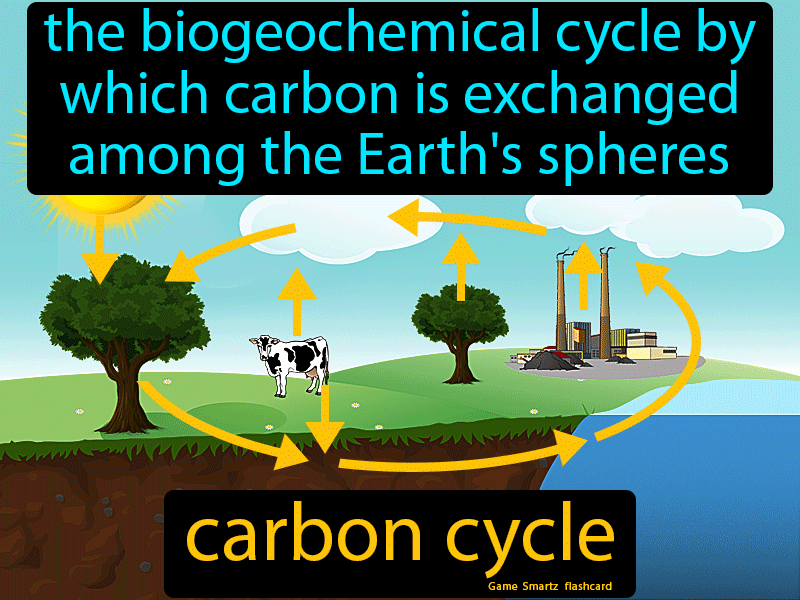 the biogeochemical cycle by
which carbon is exchanged
among the Earth's spheres
carbon cycle
Game Smartz flashcard